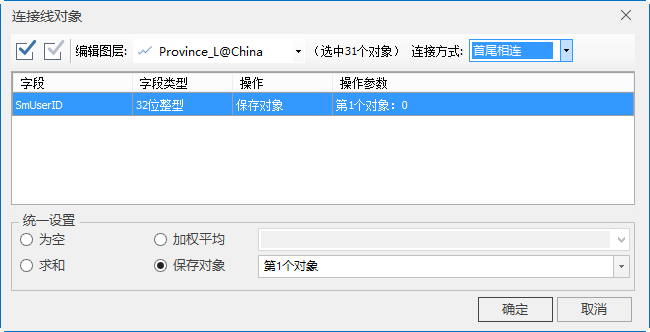 连接线对象
编辑图层: Province_L@China （选中31个对象） 连接方式: 首尾相连
字段 字段类型 操作 操作参数
SmUserID 32位整型 保存对象 第1个对象：0
统一设置
为空 加权平均
求和 保存对象 第1个对象
确定 取消